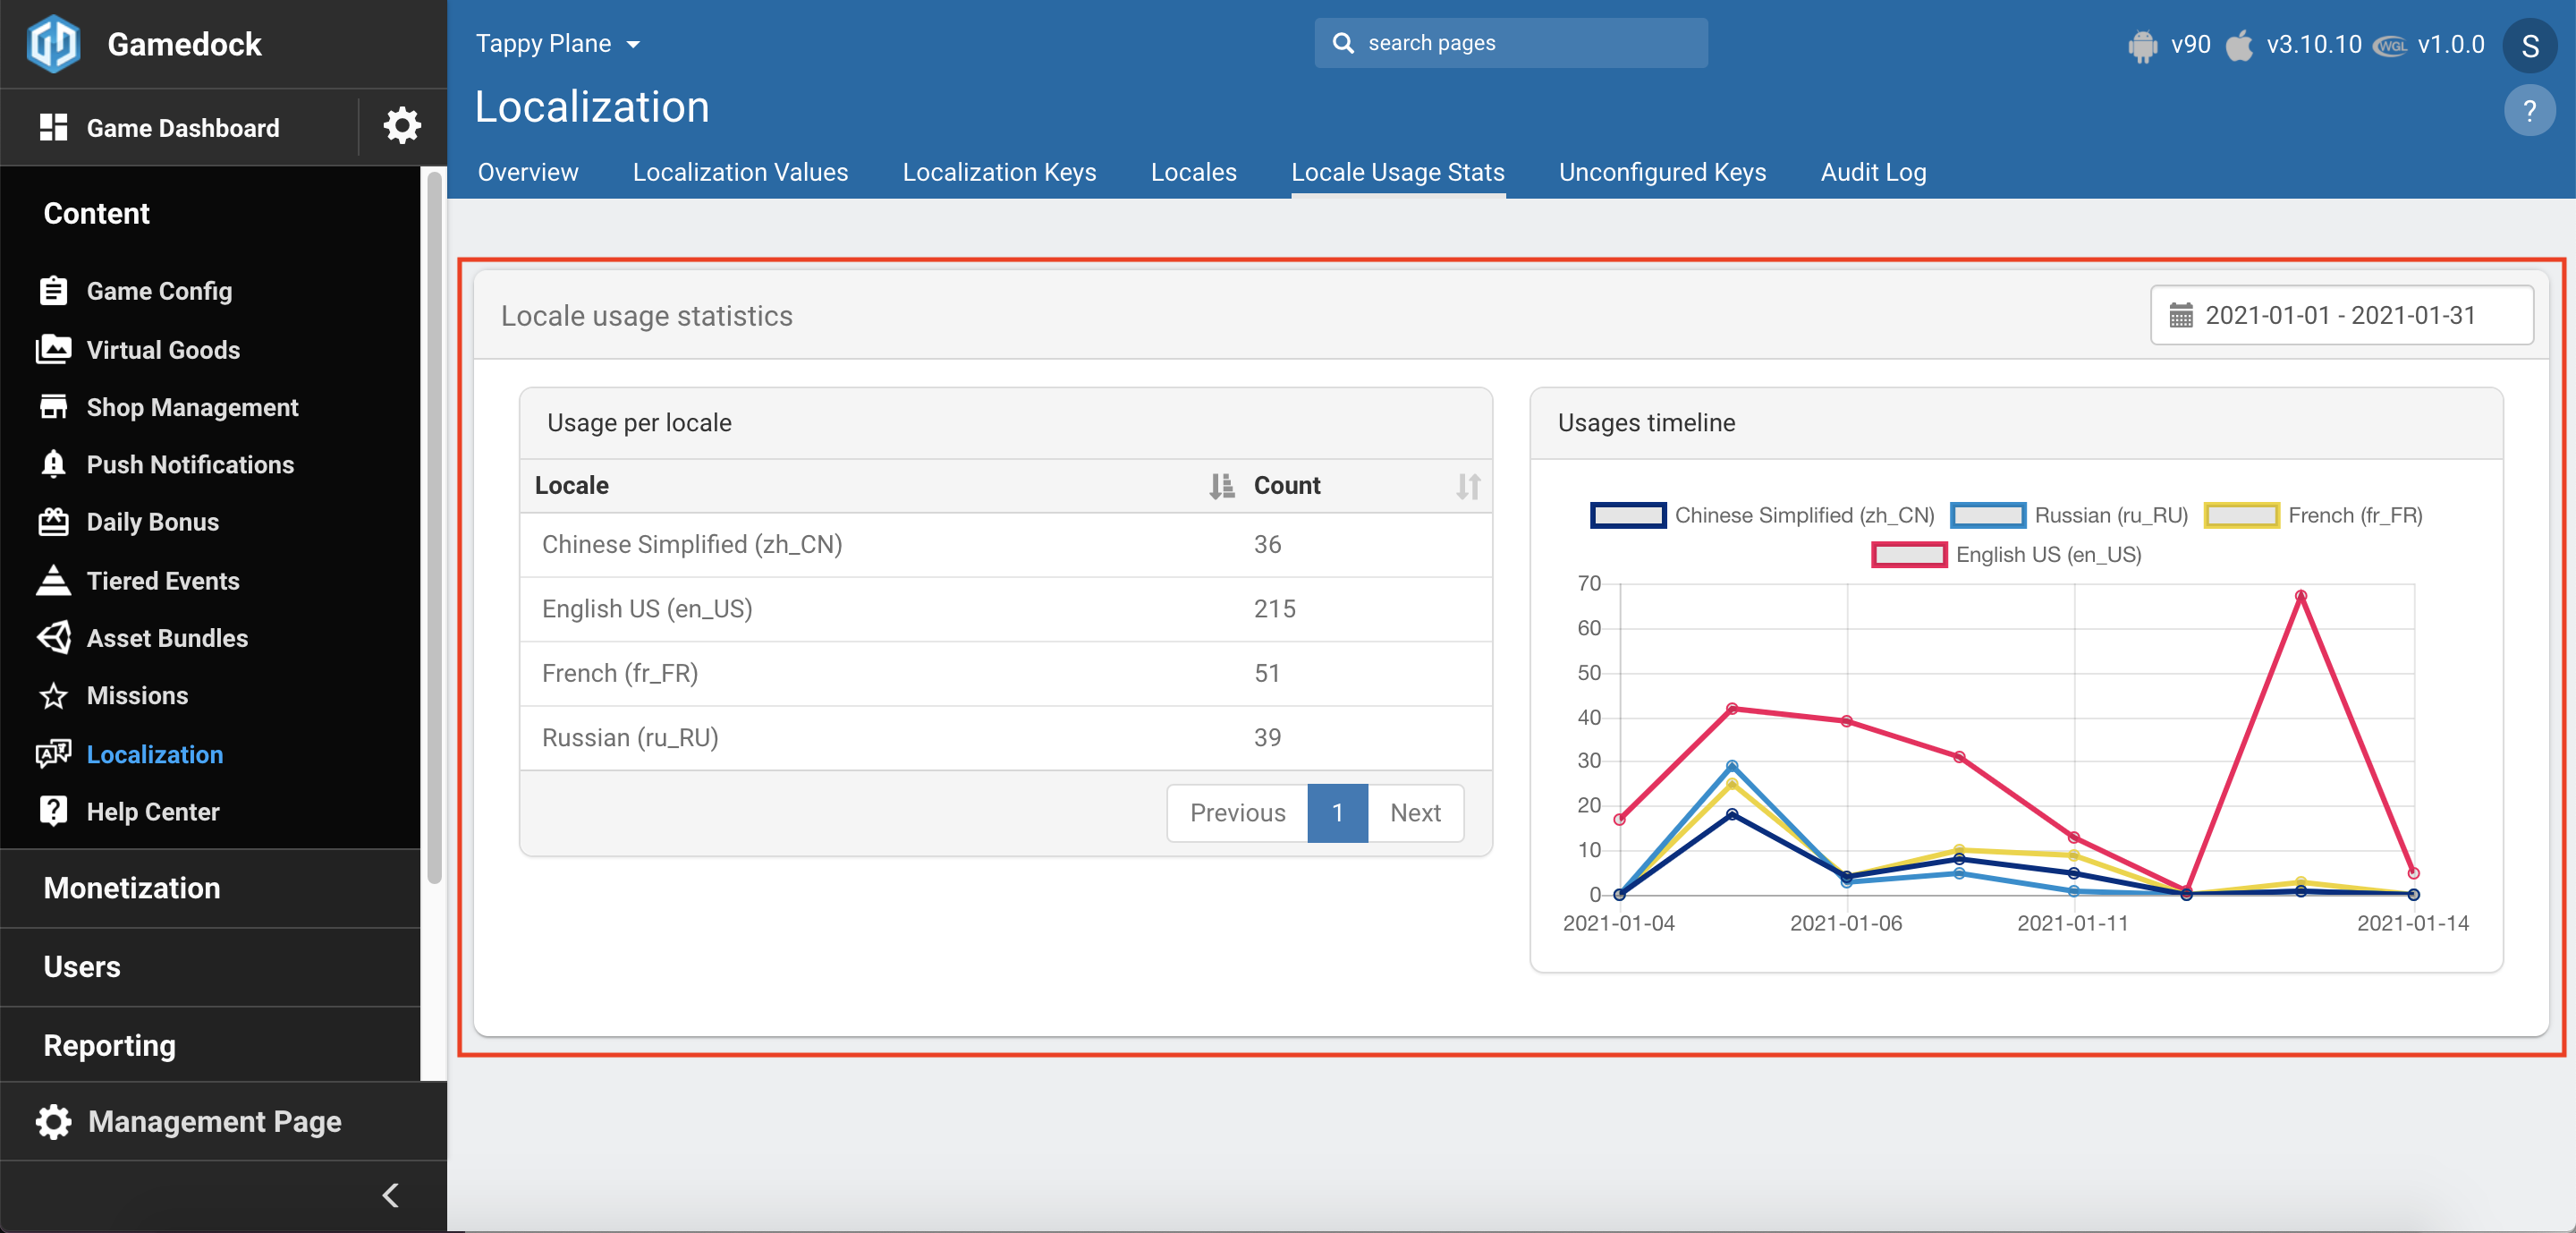 Gamedock
Tappy Plane
search pages
v90
v3.10.10
WGL
v1.0.0
S
Localization
?
Game Dashboard
Overview
Localization Values
Localization Keys
Locales
Locale Usage Stats
Unconfigured Keys
Audit Log
Content
Game Config
Virtual Goods
Shop Management
Push Notifications
Daily Bonus
Tiered Events
Asset Bundles
Missions
Localization
Help Center
Monetization
Users
Reporting
Management Page
Locale usage statistics
2021-01-01 - 2021-01-31
Usage per locale
Locale Count
Chinese Simplified (zh_CN) 36
English US (en_US) 215
French (fr_FR) 51
Russian (ru_RU) 39
Previous 1 Next
Usages timeline
Chinese Simplified (zh_CN) Russian (ru_RU) French (fr_FR)
English US (en_US)
70
60
50
40
30
20
10
0
2021-01-04 2021-01-06 2021-01-11 2021-01-14